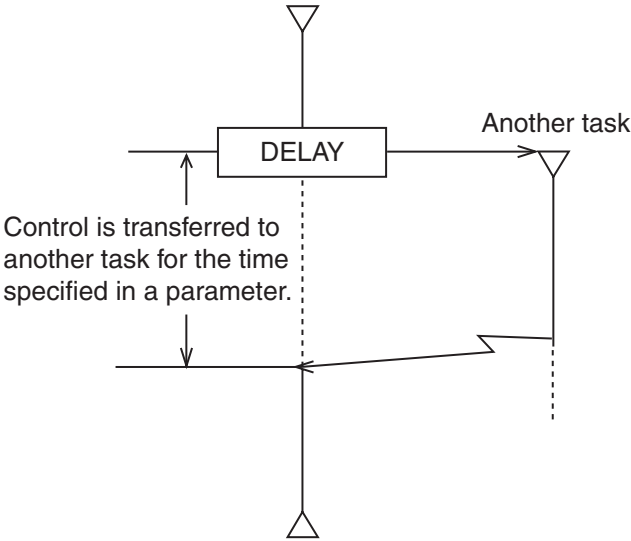 Another task
DELAY
Control is transferred to
another task for the time
specified in a parameter.